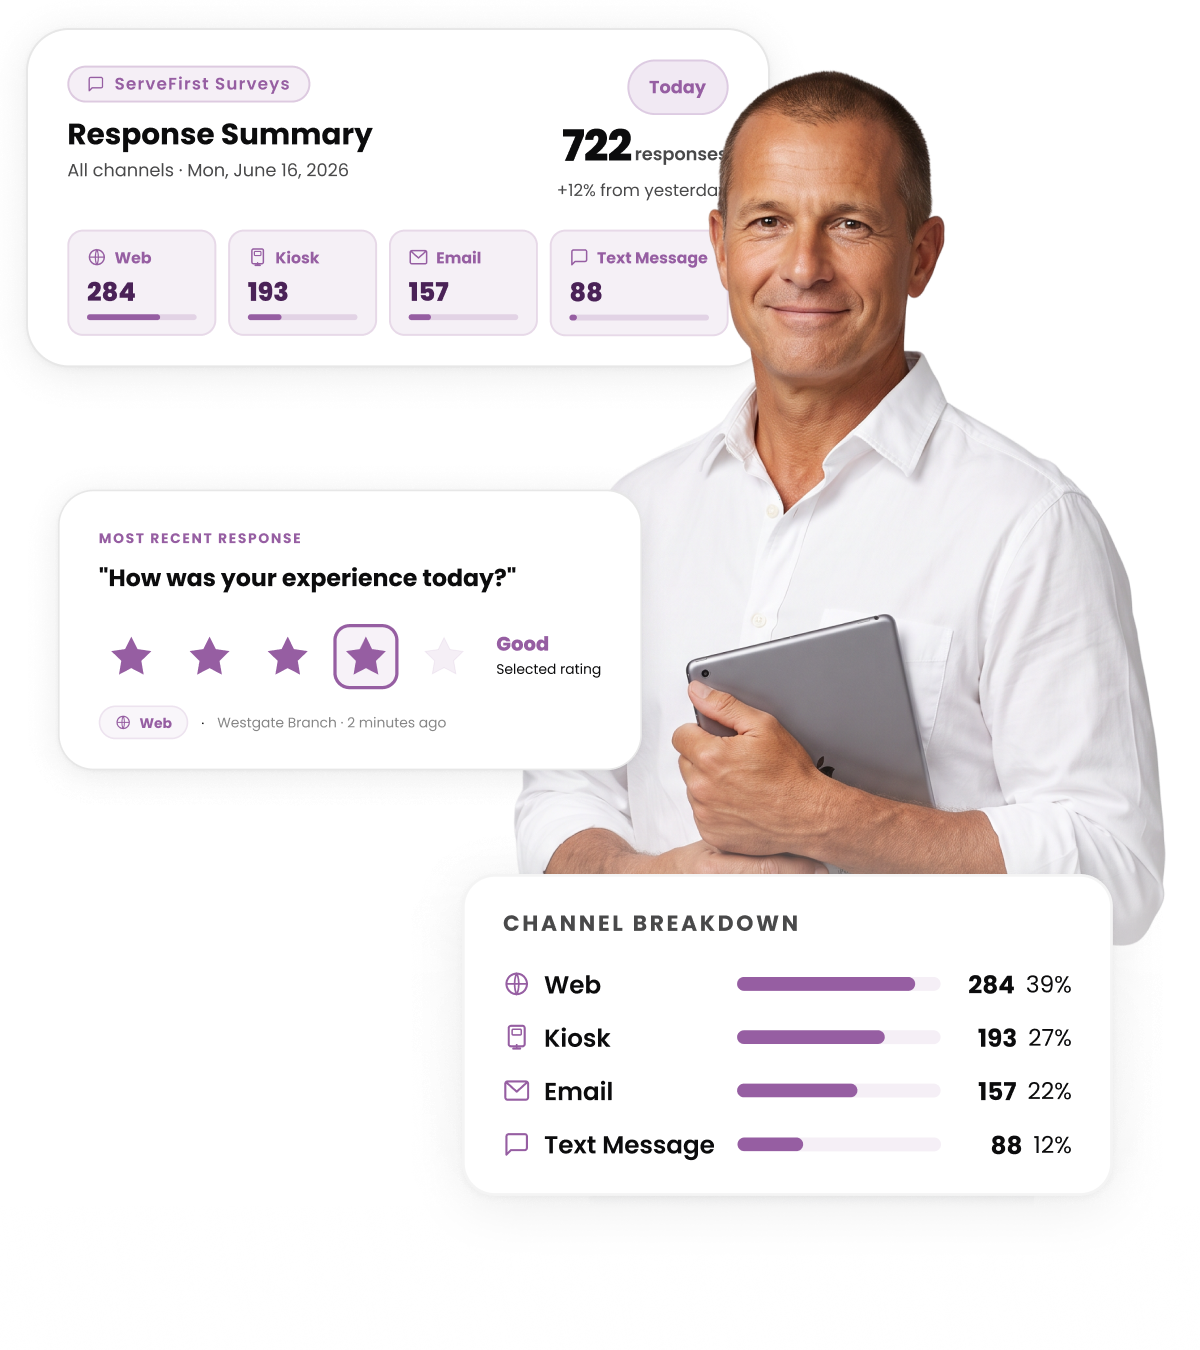 ServeFirst Surveys
Today
Response Summary
722 responses
All channels · Mon, June 16, 2026
+12% from yesterday
Web
Kiosk
Email
Text Message
284
193
157
88
MOST RECENT RESPONSE
"How was your experience today?"
Good
Selected rating
Web · Westgate Branch · 2 minutes ago
CHANNEL BREAKDOWN
Web 284 39%
Kiosk 193 27%
Email 157 22%
Text Message 88 12%